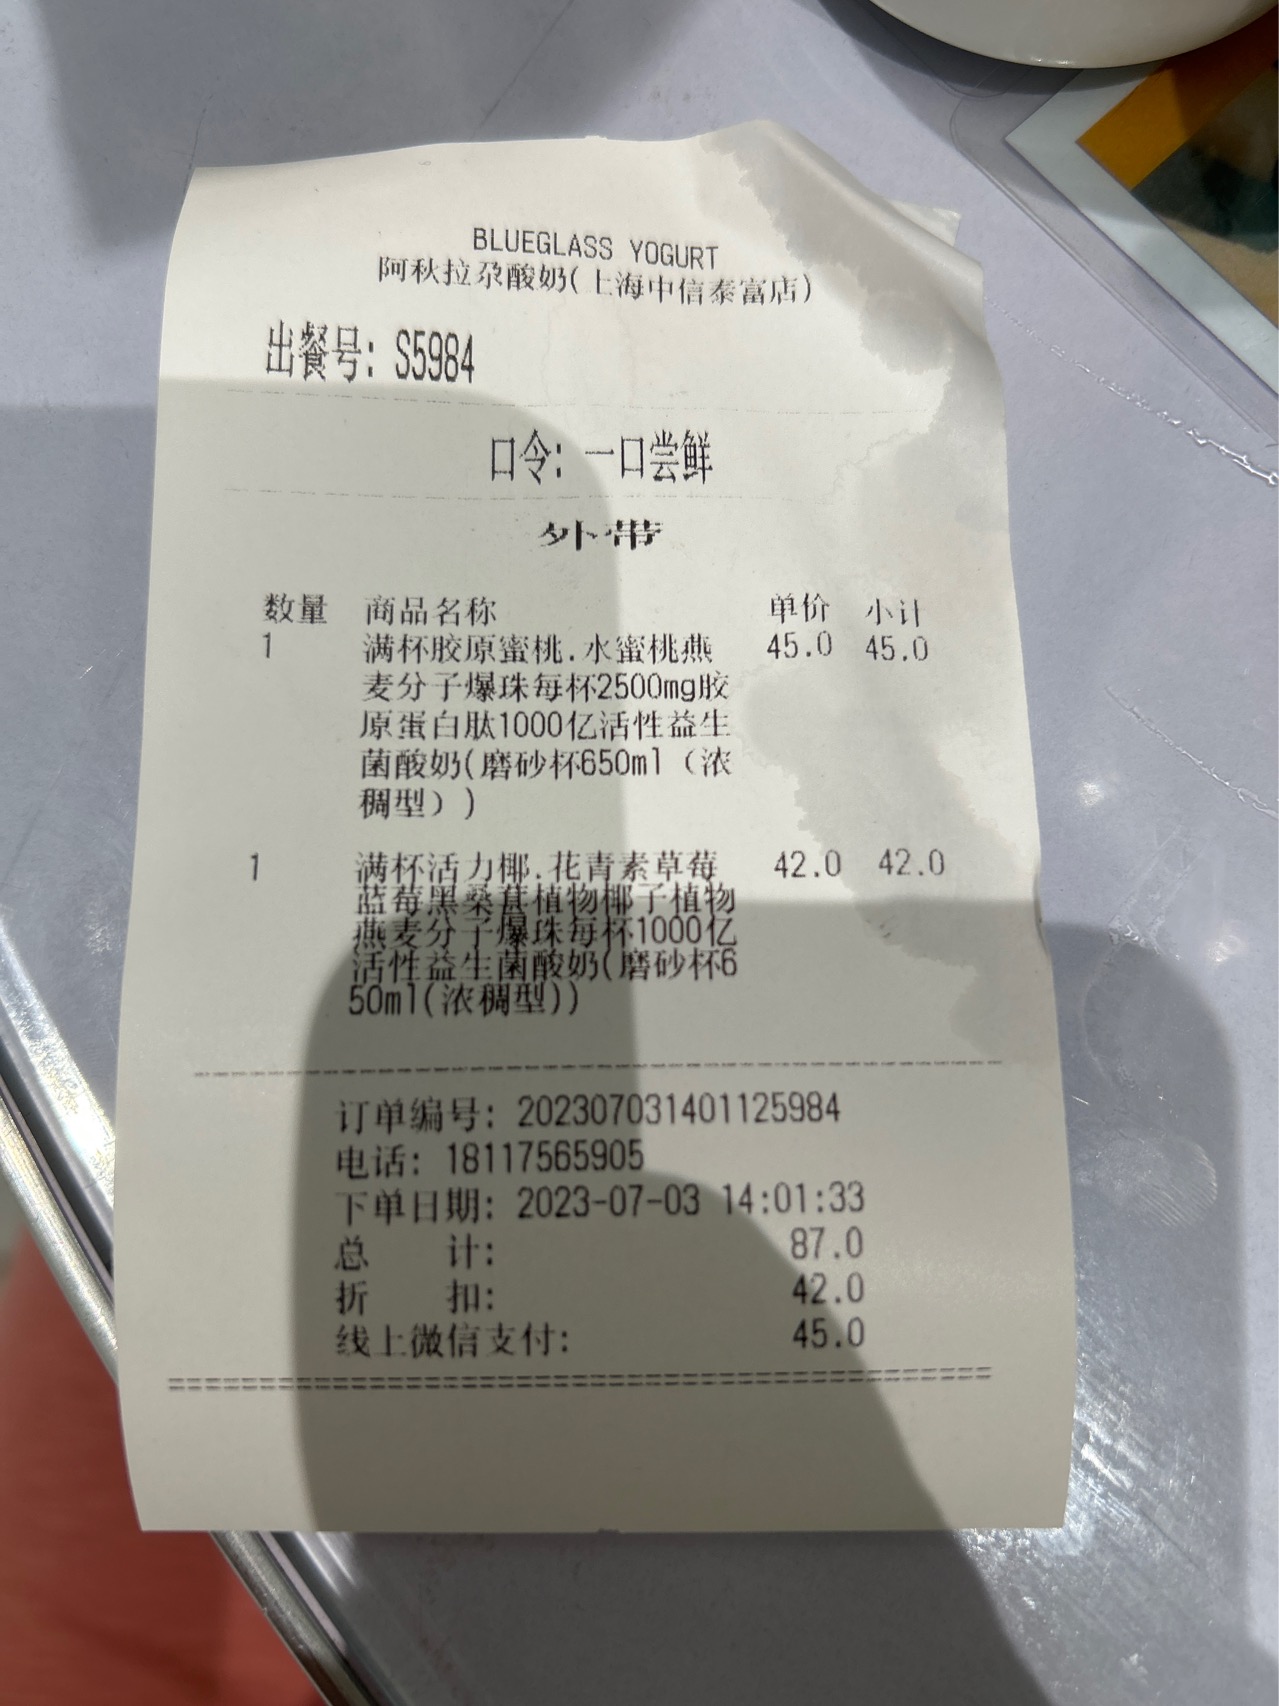 BLUEGLASS YOGURT
阿秋拉尕酸奶(上海中信泰富店)
出餐号: S5984
口令: 一口尝鲜
外带
数量 商品名称 单价 小计
1 满杯胶原蜜桃.水蜜桃燕 45.0 45.0
麦分子爆珠每杯2500mg胶
原蛋白肽1000亿活性益生
菌酸奶(磨砂杯650ml（浓
稠型）)
1 满杯活力椰.花青素草莓 42.0 42.0
蓝莓黑桑葚植物椰子植物
燕麦分子爆珠每杯1000亿
活性益生菌酸奶(磨砂杯6
50ml(浓稠型))
订单编号: 202307031401125984
电话: 18117565905
下单日期: 2023-07-03 14:01:33
总 计: 87.0
折 扣: 42.0
线上微信支付: 45.0